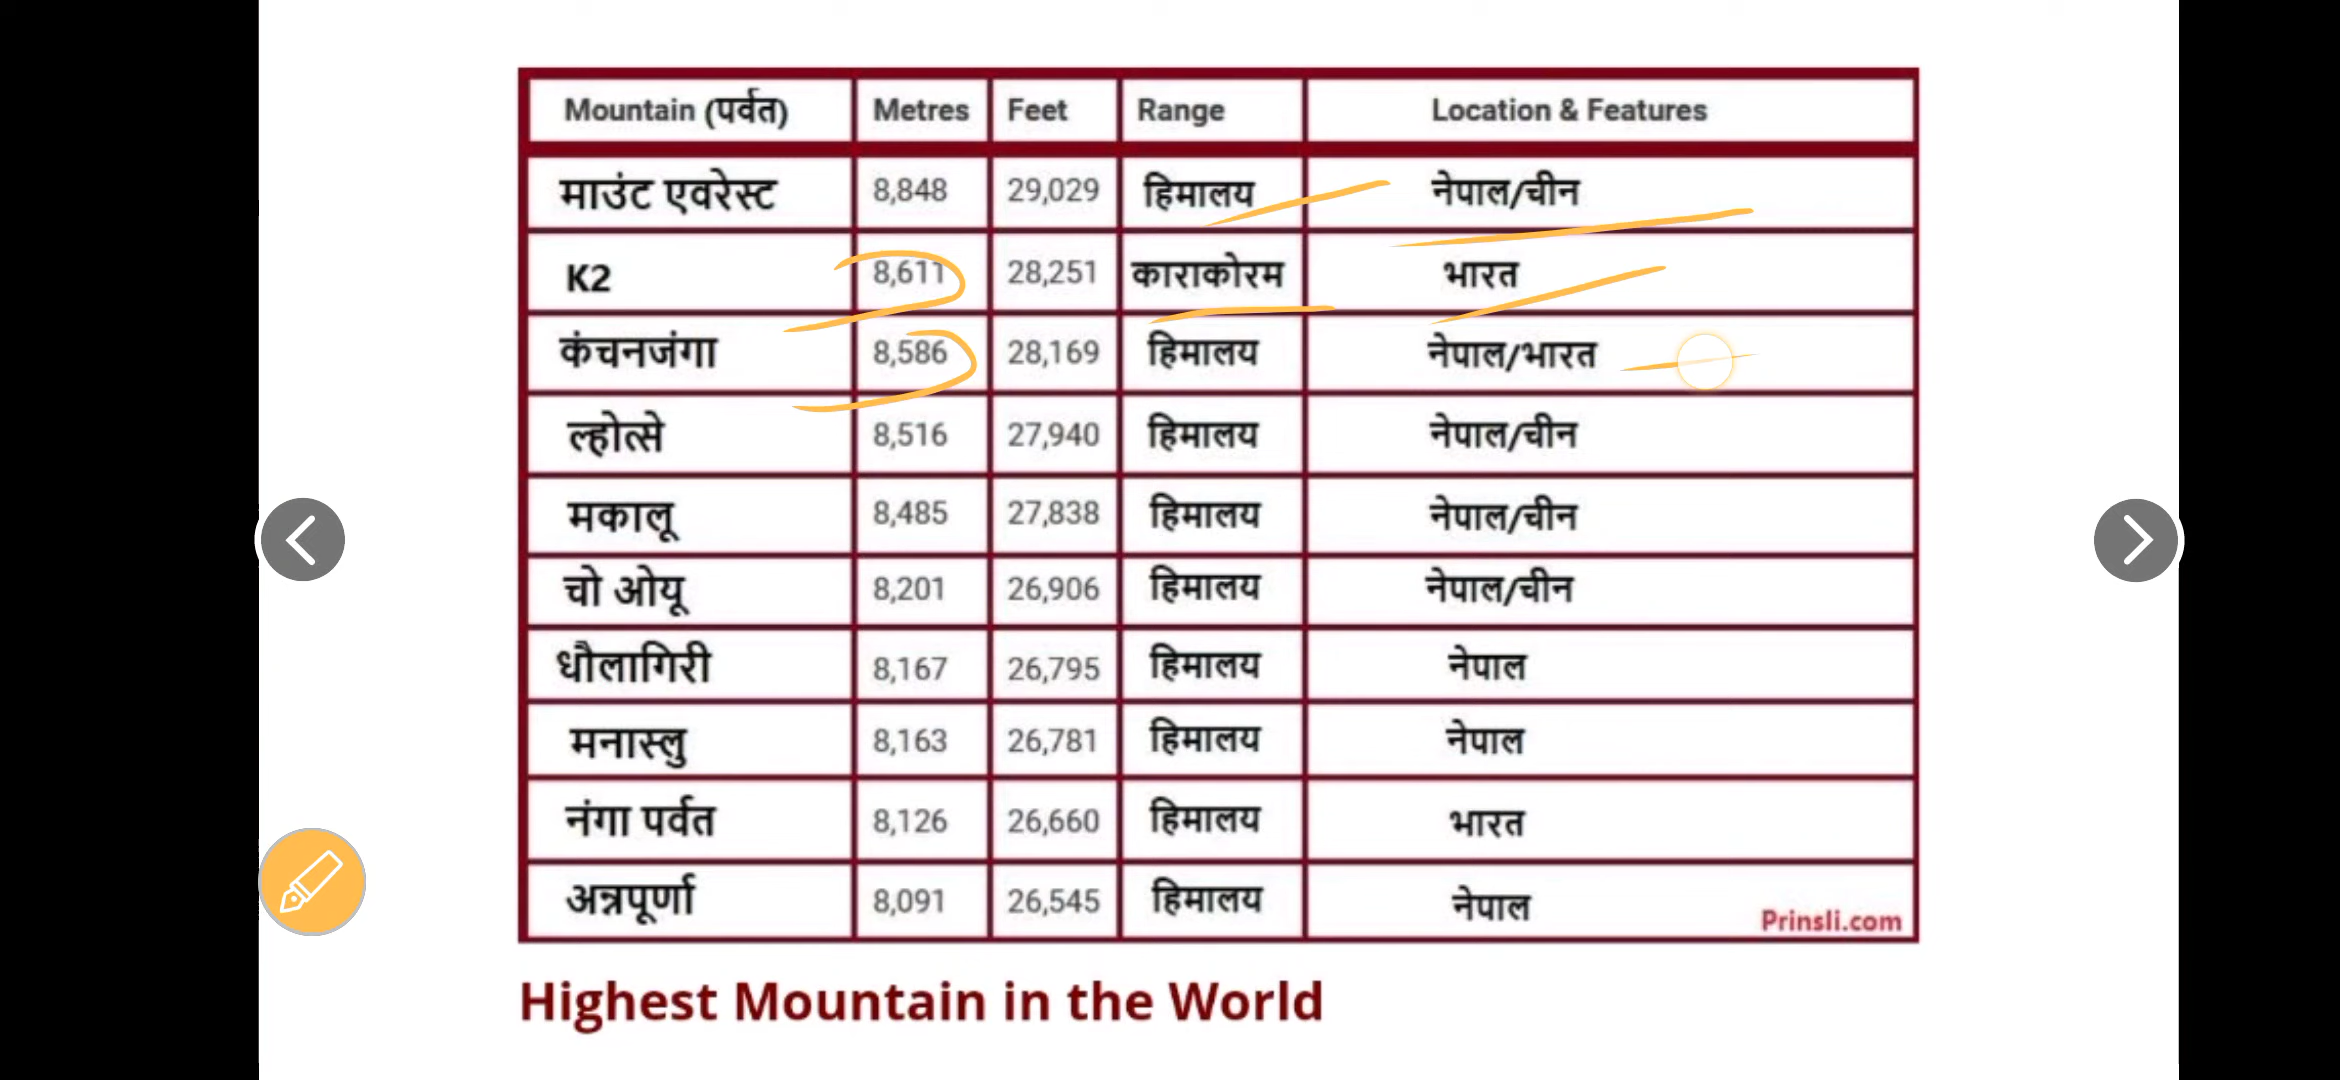 Mountain (पर्वत) Metres Feet Range Location & Features
माउंट एवरेस्ट 8,848 29,029 हिमालय नेपाल/चीन
K2 8,611 28,251 काराकोरम भारत
कंचनजंगा 8,586 28,169 हिमालय नेपाल/भारत
ल्होत्से 8,516 27,940 हिमालय नेपाल/चीन
मकालू 8,485 27,838 हिमालय नेपाल/चीन
चो ओयू 8,201 26,906 हिमालय नेपाल/चीन
धौलागिरी 8,167 26,795 हिमालय नेपाल
मनास्लु 8,163 26,781 हिमालय नेपाल
नंगा पर्वत 8,126 26,660 हिमालय भारत
अन्नपूर्णा 8,091 26,545 हिमालय नेपाल
Prinsli.com
Highest Mountain in the World